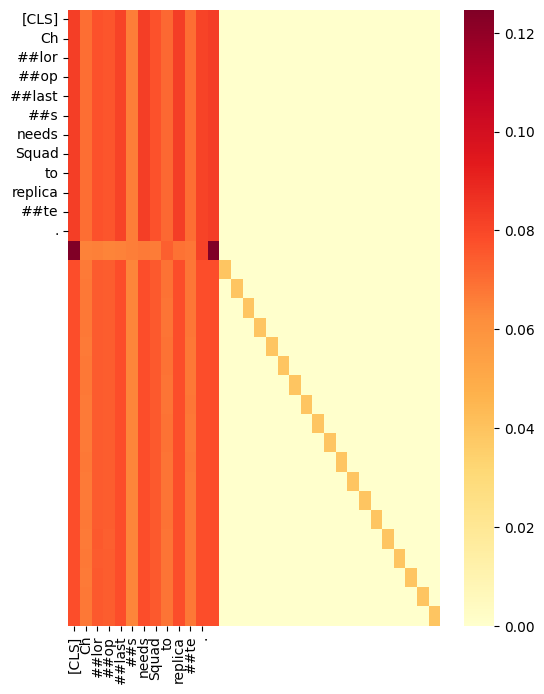 [CLS]
Ch
##lor
##op
##last
##s
needs
Squad
to
replica
##te
.
0.12
0.10
0.08
0.06
0.04
0.02
0.00
[CLS]
Ch
##lor
##op
##last
##s
needs
Squad
to
replica
##te
.